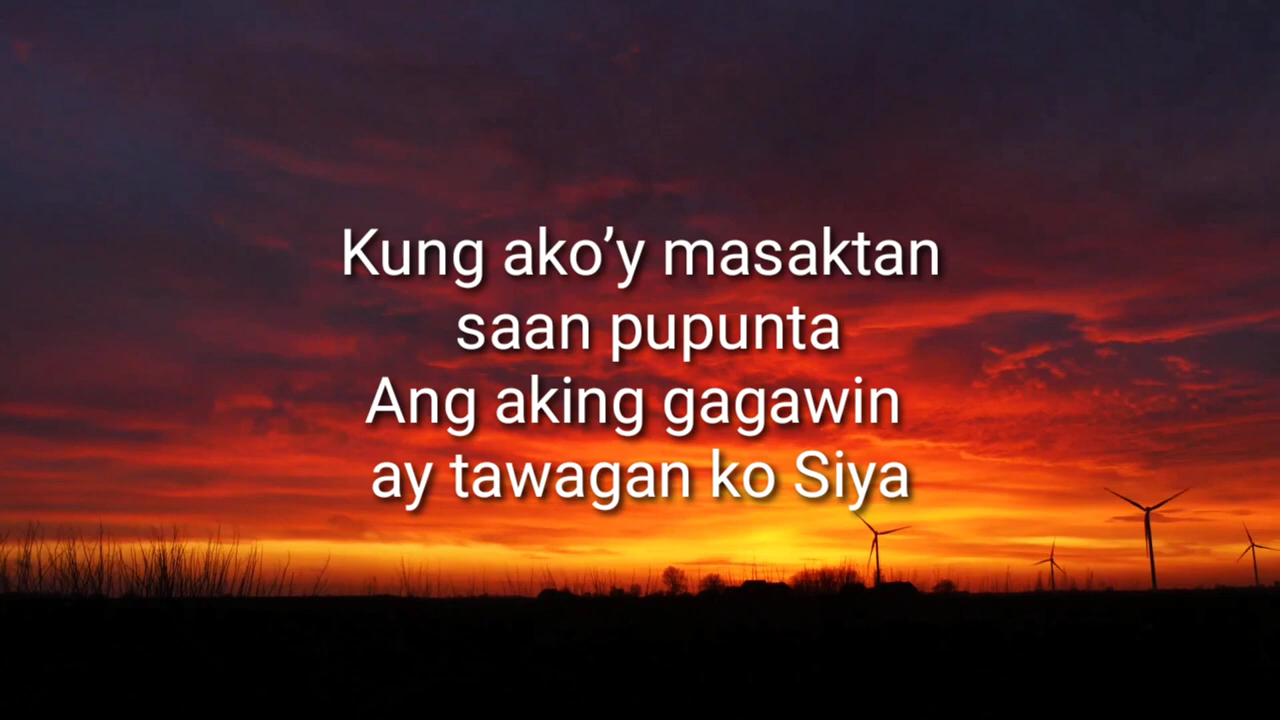 Kung ako’y masaktan
saan pupunta
Ang aking gagawin
ay tawagan ko Siya